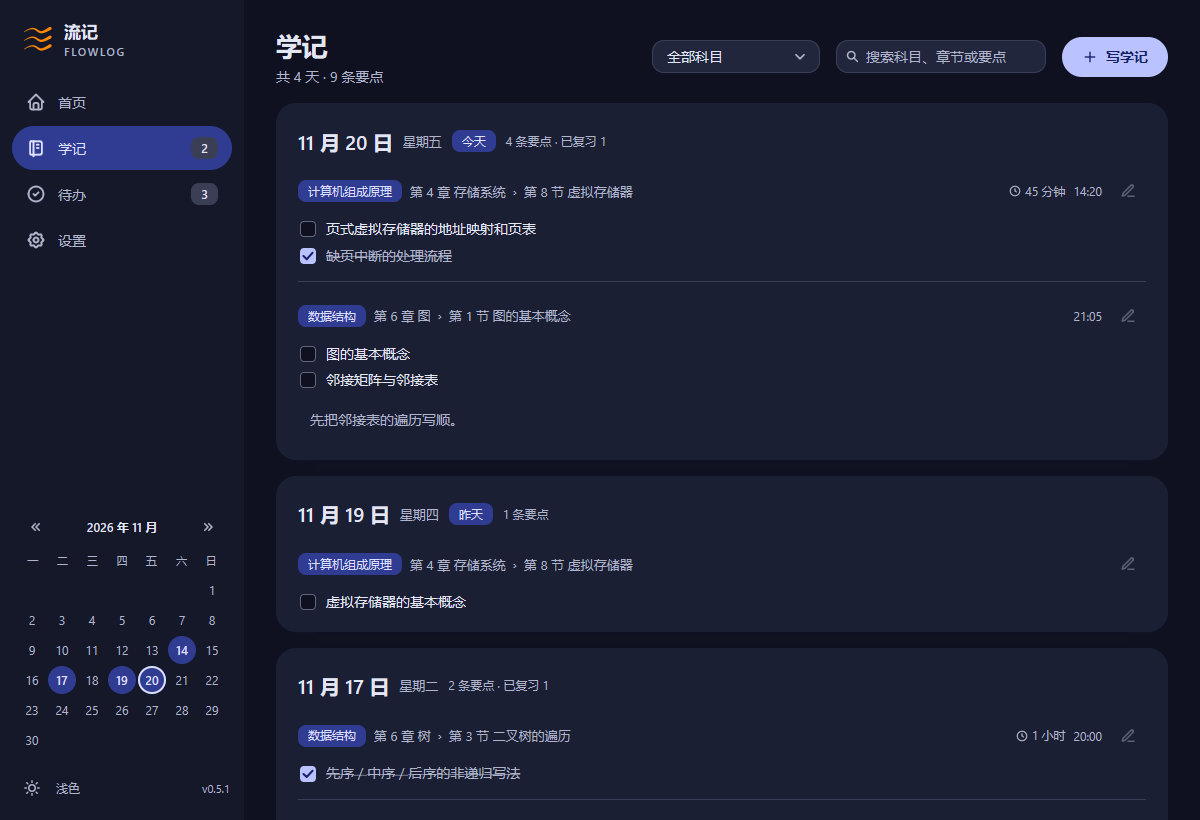 流记
FLOWLOG
首页
学记 2
待办 3
设置
2026 年 11 月
一 二 三 四 五 六 日
1
2 3 4 5 6 7 8
9 10 11 12 13 14 15
16 17 18 19 20 21 22
23 24 25 26 27 28 29
30
浅色 v0.5.1
学记
共 4 天 · 9 条要点
全部科目
搜索科目、章节或要点
写学记
11 月 20 日 星期五 今天 4 条要点 · 已复习 1
计算机组成原理 第 4 章 存储系统 › 第 8 节 虚拟存储器 45 分钟 14:20
页式虚拟存储器的地址映射和页表
缺页中断的处理流程
数据结构 第 6 章 图 › 第 1 节 图的基本概念 21:05
图的基本概念
邻接矩阵与邻接表
先把邻接表的遍历写顺。
11 月 19 日 星期四 昨天 1 条要点
计算机组成原理 第 4 章 存储系统 › 第 8 节 虚拟存储器
虚拟存储器的基本概念
11 月 17 日 星期二 2 条要点 · 已复习 1
数据结构 第 6 章 树 › 第 3 节 二叉树的遍历 1 小时 20:00
先序 / 中序 / 后序的非递归写法